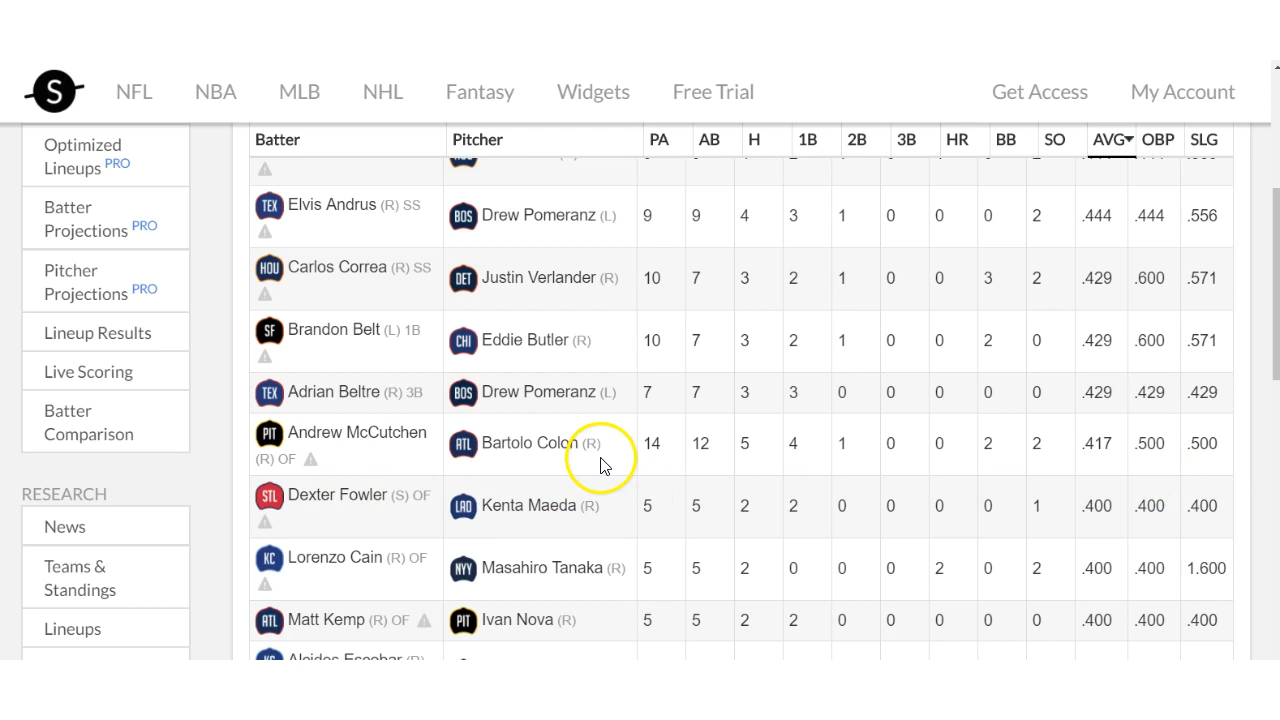 S
NFL NBA MLB NHL Fantasy Widgets Free Trial Get Access My Account
Optimized
Lineups PRO
Batter
Projections PRO
Pitcher
Projections PRO
Lineup Results
Live Scoring
Batter
Comparison
RESEARCH
News
Teams &
Standings
Lineups
Batter Pitcher PA AB H 1B 2B 3B HR BB SO AVG OBP SLG
TEX Elvis Andrus (R) SS BOS Drew Pomeranz (L) 9 9 4 3 1 0 0 0 2 .444 .444 .556
HOU Carlos Correa (R) SS DET Justin Verlander (R) 10 7 3 2 1 0 0 3 2 .429 .600 .571
SF Brandon Belt (L) 1B CHI Eddie Butler (R) 10 7 3 2 1 0 0 2 0 .429 .600 .571
TEX Adrian Beltre (R) 3B BOS Drew Pomeranz (L) 7 7 3 3 0 0 0 0 0 .429 .429 .429
PIT Andrew McCutchen
(R) OF ATL Bartolo Colon (R) 14 12 5 4 1 0 0 2 2 .417 .500 .500
STL Dexter Fowler (S) OF LAD Kenta Maeda (R) 5 5 2 2 0 0 0 0 1 .400 .400 .400
KC Lorenzo Cain (R) OF NYY Masahiro Tanaka (R) 5 5 2 0 0 0 2 0 2 .400 .400 1.600
ATL Matt Kemp (R) OF PIT Ivan Nova (R) 5 5 2 2 0 0 0 0 0 .400 .400 .400
Alcides Escobar (R)